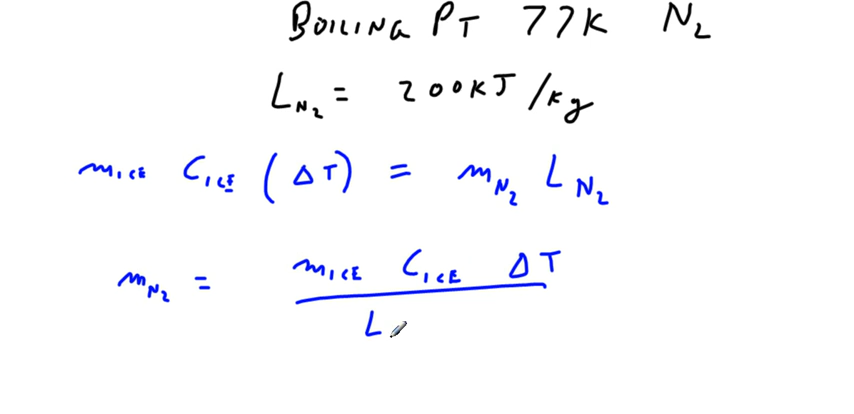 BOILING PT 77K N₂
L_N₂ = 200KJ/Kg
m_ICE C_ICE (ΔT) = m_N₂ L_N₂
m_N₂ = m_ICE C_ICE ΔT
L